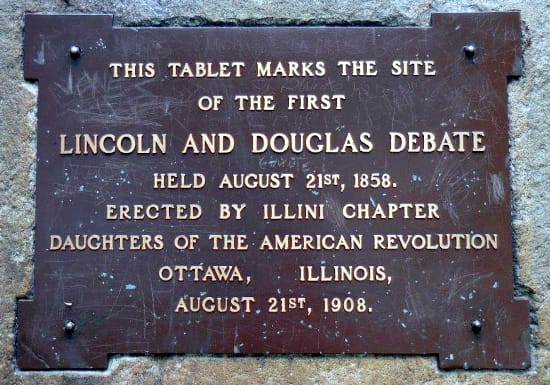 THIS TABLET MARKS THE SITE
OF THE FIRST
LINCOLN AND DOUGLAS DEBATE
HELD AUGUST 21ST, 1858.
ERECTED BY ILLINI CHAPTER
DAUGHTERS OF THE AMERICAN REVOLUTION
OTTAWA, ILLINOIS,
AUGUST 21ST, 1908.